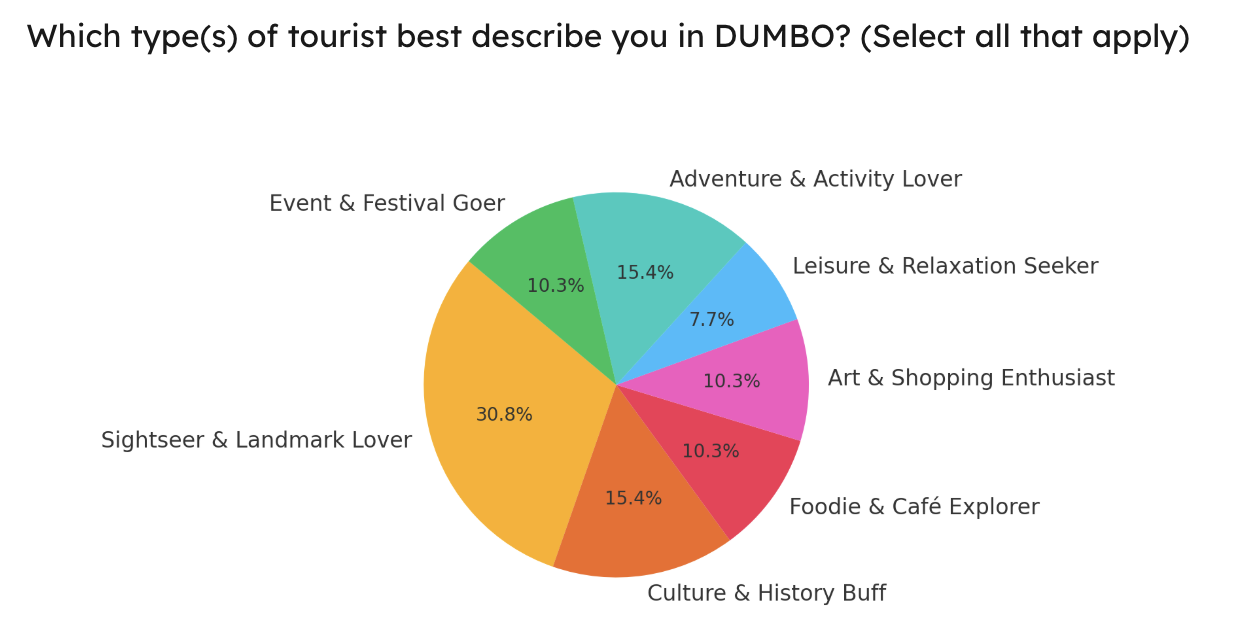 Which type(s) of tourist best describe you in DUMBO? (Select all that apply)
Adventure & Activity Lover
Event & Festival Goer
Leisure & Relaxation Seeker
15.4%
10.3%
7.7%
Art & Shopping Enthusiast
10.3%
30.8%
Sightseer & Landmark Lover
10.3%
15.4%
Foodie & Café Explorer
Culture & History Buff